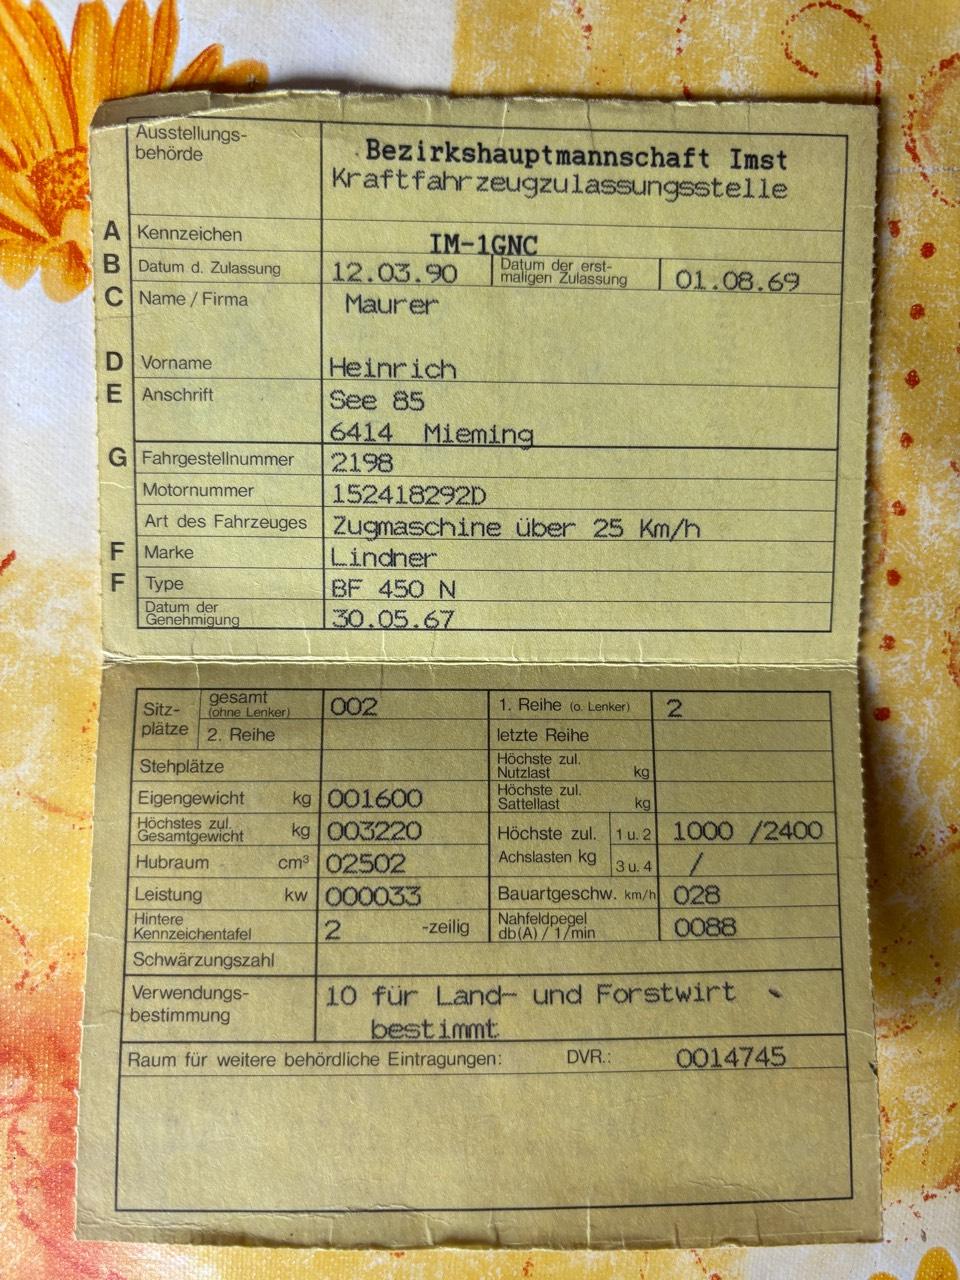 Ausstellungs-
behörde
Bezirkshauptmannschaft Imst
Kraftfahrzeugzulassungsstelle
A Kennzeichen IM-1GNC
B Datum d. Zulassung 12.03.90 Datum der erst-
maligen Zulassung 01.08.69
C Name / Firma Maurer
D Vorname Heinrich
E Anschrift See 85
6414 Mieming
G Fahrgestellnummer 2198
Motornummer 152418292D
Art des Fahrzeuges Zugmaschine über 25 Km/h
F Marke Lindner
F Type BF 450 N
Datum der
Genehmigung 30.05.67
Sitz-
plätze
gesamt
(ohne Lenker) 002 1. Reihe (o. Lenker) 2
2. Reihe letzte Reihe
Stehplätze Höchste zul.
Nutzlast kg
Eigengewicht kg 001600 Höchste zul.
Sattellast kg
Höchstes zul.
Gesamtgewicht kg 003220 Höchste zul. 1 u. 2 1000 /2400
Hubraum cm³ 02502 Achslasten kg 3 u. 4 /
Leistung kw 000033 Bauartgeschw. km/h 028
Hintere
Kennzeichentafel 2 -zeilig Nahfeldpegel
db(A) / 1/min 0088
Schwärzungszahl
Verwendungs-
bestimmung
10 für Land- und Forstwirt
bestimmt
Raum für weitere behördliche Eintragungen: DVR.: 0014745